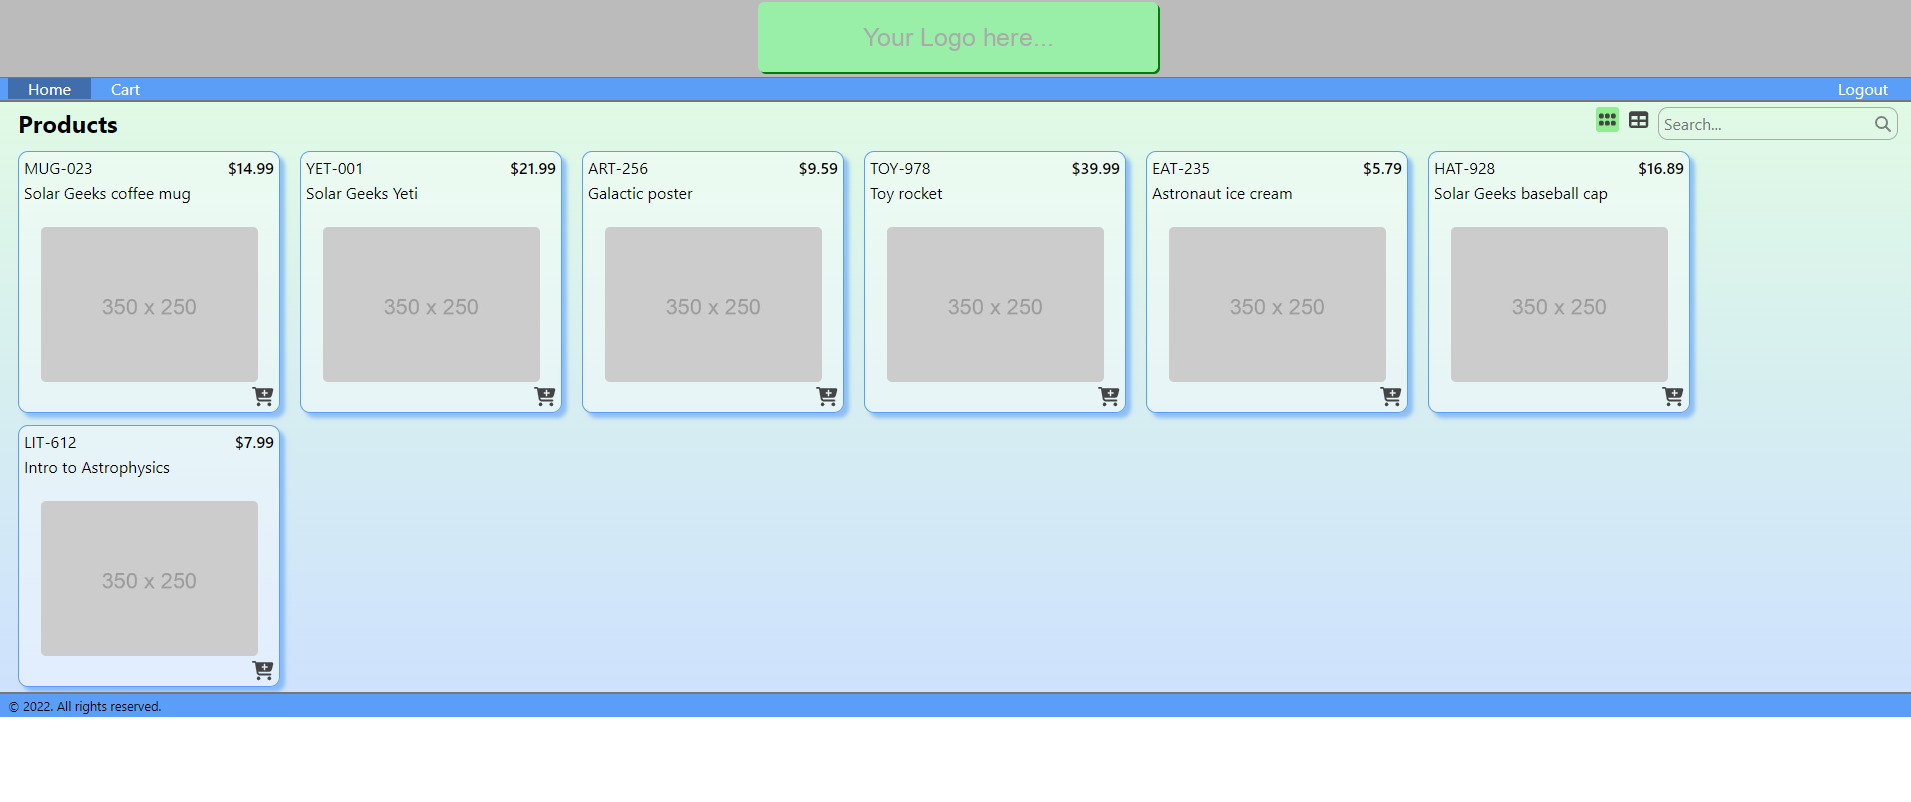 Your Logo here...
Home Cart Logout
Products Search...
MUG-023 $14.99
Solar Geeks coffee mug
350 x 250
YET-001 $21.99
Solar Geeks Yeti
350 x 250
ART-256 $9.59
Galactic poster
350 x 250
TOY-978 $39.99
Toy rocket
350 x 250
EAT-235 $5.79
Astronaut ice cream
350 x 250
HAT-928 $16.89
Solar Geeks baseball cap
350 x 250
LIT-612 $7.99
Intro to Astrophysics
350 x 250
© 2022. All rights reserved.